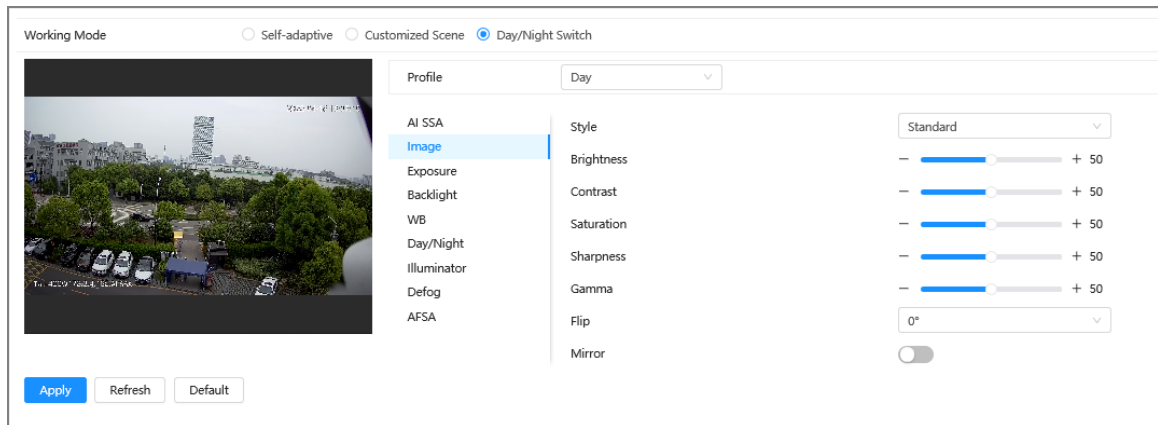 Working Mode Self-adaptive Customized Scene Day/Night Switch
Profile Day
AI SSA
Image
Exposure
Backlight
WB
Day/Night
Illuminator
Defog
AFSA
Style Standard
Brightness − + 50
Contrast − + 50
Saturation − + 50
Sharpness − + 50
Gamma − + 50
Flip 0°
Mirror
Apply Refresh Default